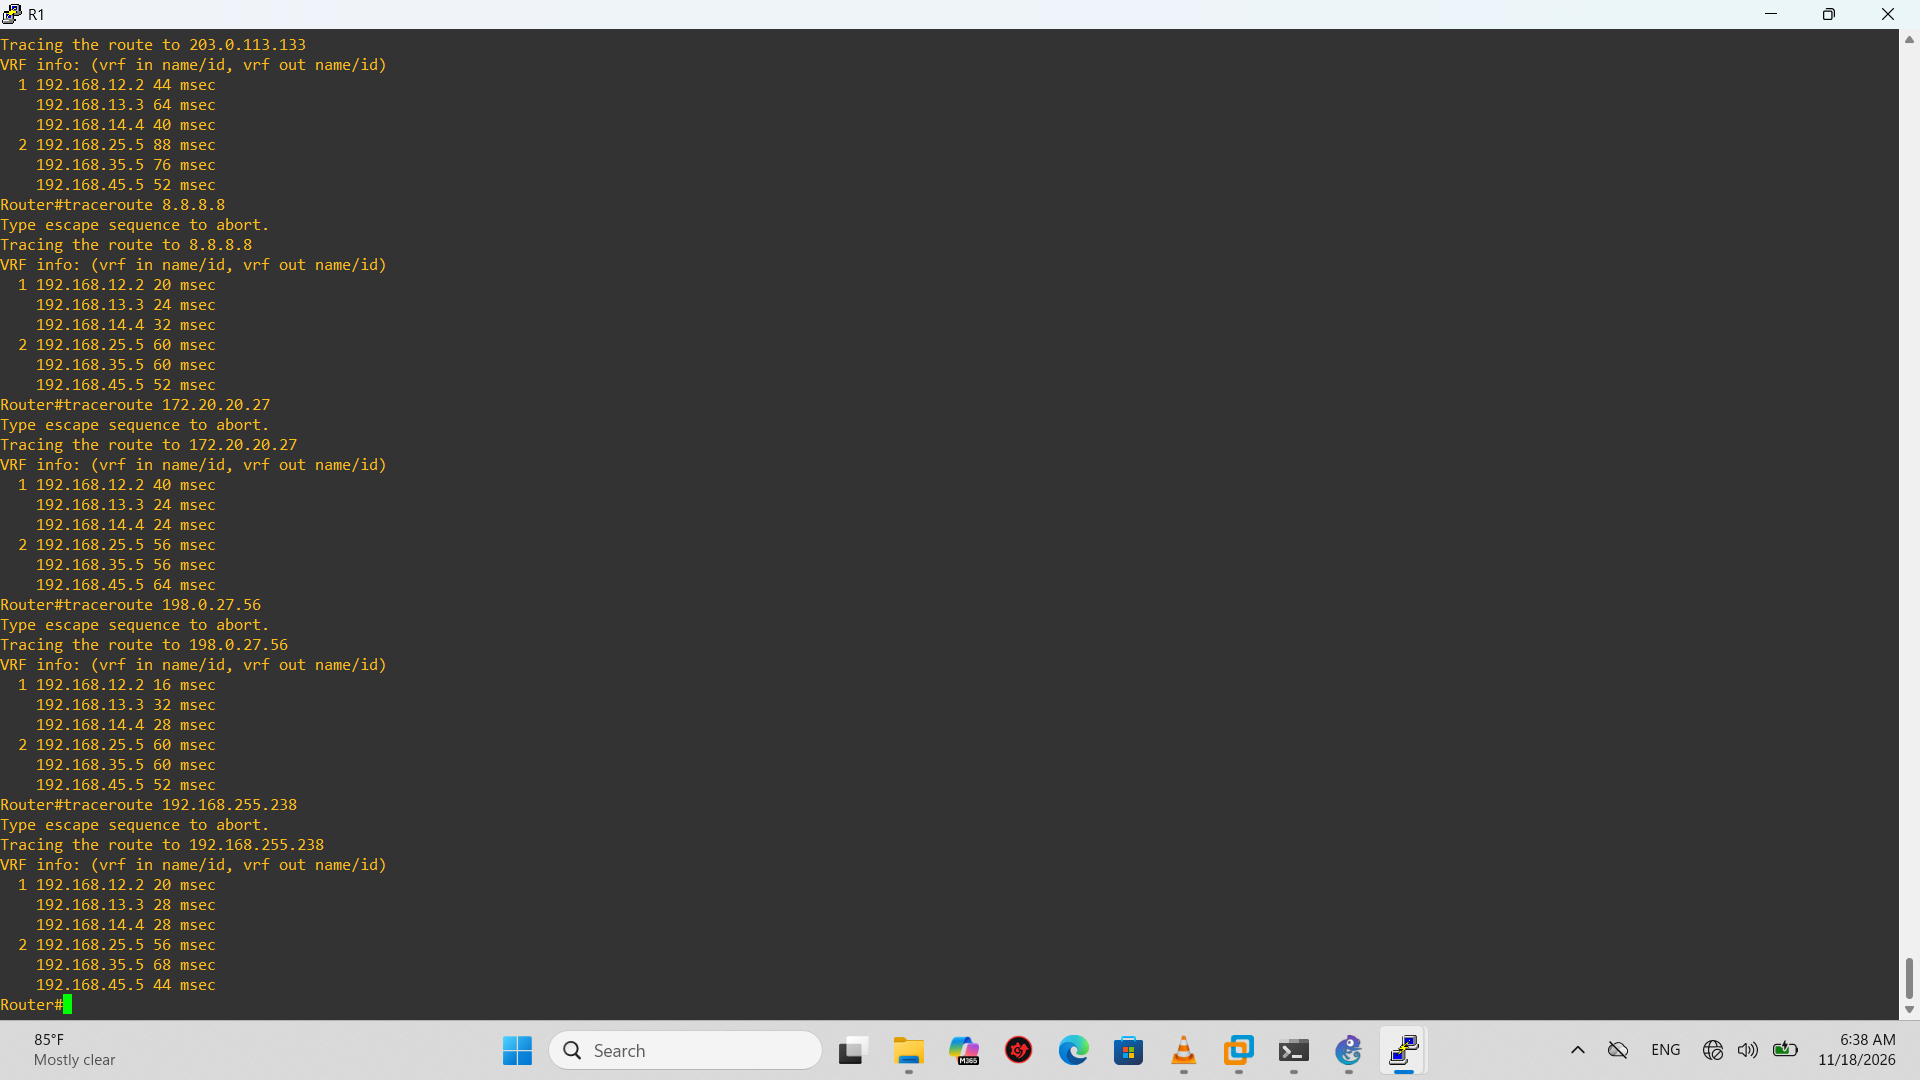 R1
Tracing the route to 203.0.113.133
VRF info: (vrf in name/id, vrf out name/id)
  1 192.168.12.2 44 msec
    192.168.13.3 64 msec
    192.168.14.4 40 msec
  2 192.168.25.5 88 msec
    192.168.35.5 76 msec
    192.168.45.5 52 msec
Router#traceroute 8.8.8.8
Type escape sequence to abort.
Tracing the route to 8.8.8.8
VRF info: (vrf in name/id, vrf out name/id)
  1 192.168.12.2 20 msec
    192.168.13.3 24 msec
    192.168.14.4 32 msec
  2 192.168.25.5 60 msec
    192.168.35.5 60 msec
    192.168.45.5 52 msec
Router#traceroute 172.20.20.27
Type escape sequence to abort.
Tracing the route to 172.20.20.27
VRF info: (vrf in name/id, vrf out name/id)
  1 192.168.12.2 40 msec
    192.168.13.3 24 msec
    192.168.14.4 24 msec
  2 192.168.25.5 56 msec
    192.168.35.5 56 msec
    192.168.45.5 64 msec
Router#traceroute 198.0.27.56
Type escape sequence to abort.
Tracing the route to 198.0.27.56
VRF info: (vrf in name/id, vrf out name/id)
  1 192.168.12.2 16 msec
    192.168.13.3 32 msec
    192.168.14.4 28 msec
  2 192.168.25.5 60 msec
    192.168.35.5 60 msec
    192.168.45.5 52 msec
Router#traceroute 192.168.255.238
Type escape sequence to abort.
Tracing the route to 192.168.255.238
VRF info: (vrf in name/id, vrf out name/id)
  1 192.168.12.2 20 msec
    192.168.13.3 28 msec
    192.168.14.4 28 msec
  2 192.168.25.5 56 msec
    192.168.35.5 68 msec
    192.168.45.5 44 msec
Router#
85°F
Mostly clear
Search
M365
ENG
6:38 AM
11/18/2026